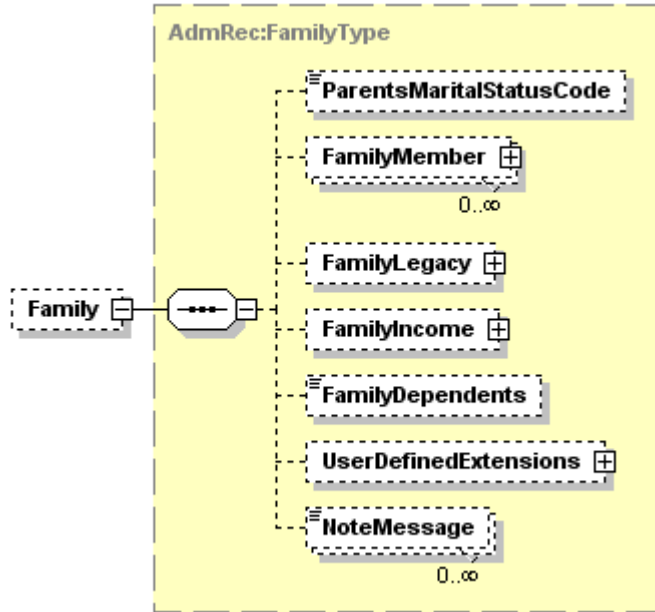 AdmRec:FamilyType
ParentsMaritalStatusCode
FamilyMember
0..∞
FamilyLegacy
Family
FamilyIncome
FamilyDependents
UserDefinedExtensions
NoteMessage
0..∞